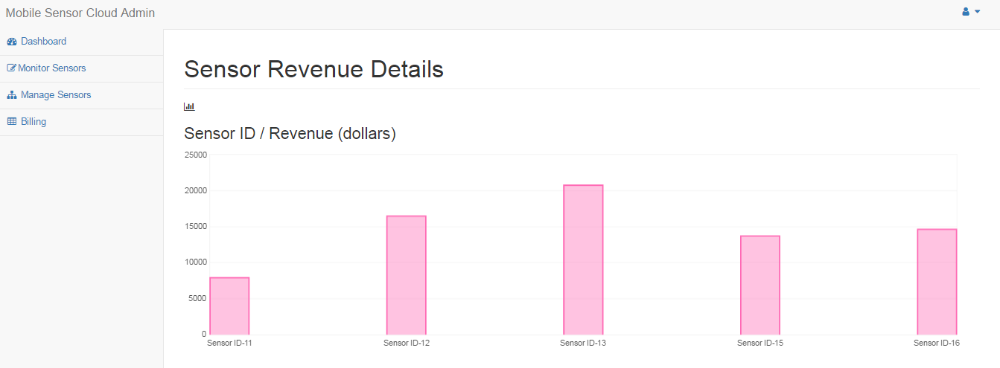 Mobile Sensor Cloud Admin
Dashboard
Monitor Sensors
Manage Sensors
Billing
Sensor Revenue Details
Sensor ID / Revenue (dollars)
25000
20000
15000
10000
5000
0
Sensor ID-11 Sensor ID-12 Sensor ID-13 Sensor ID-15 Sensor ID-16